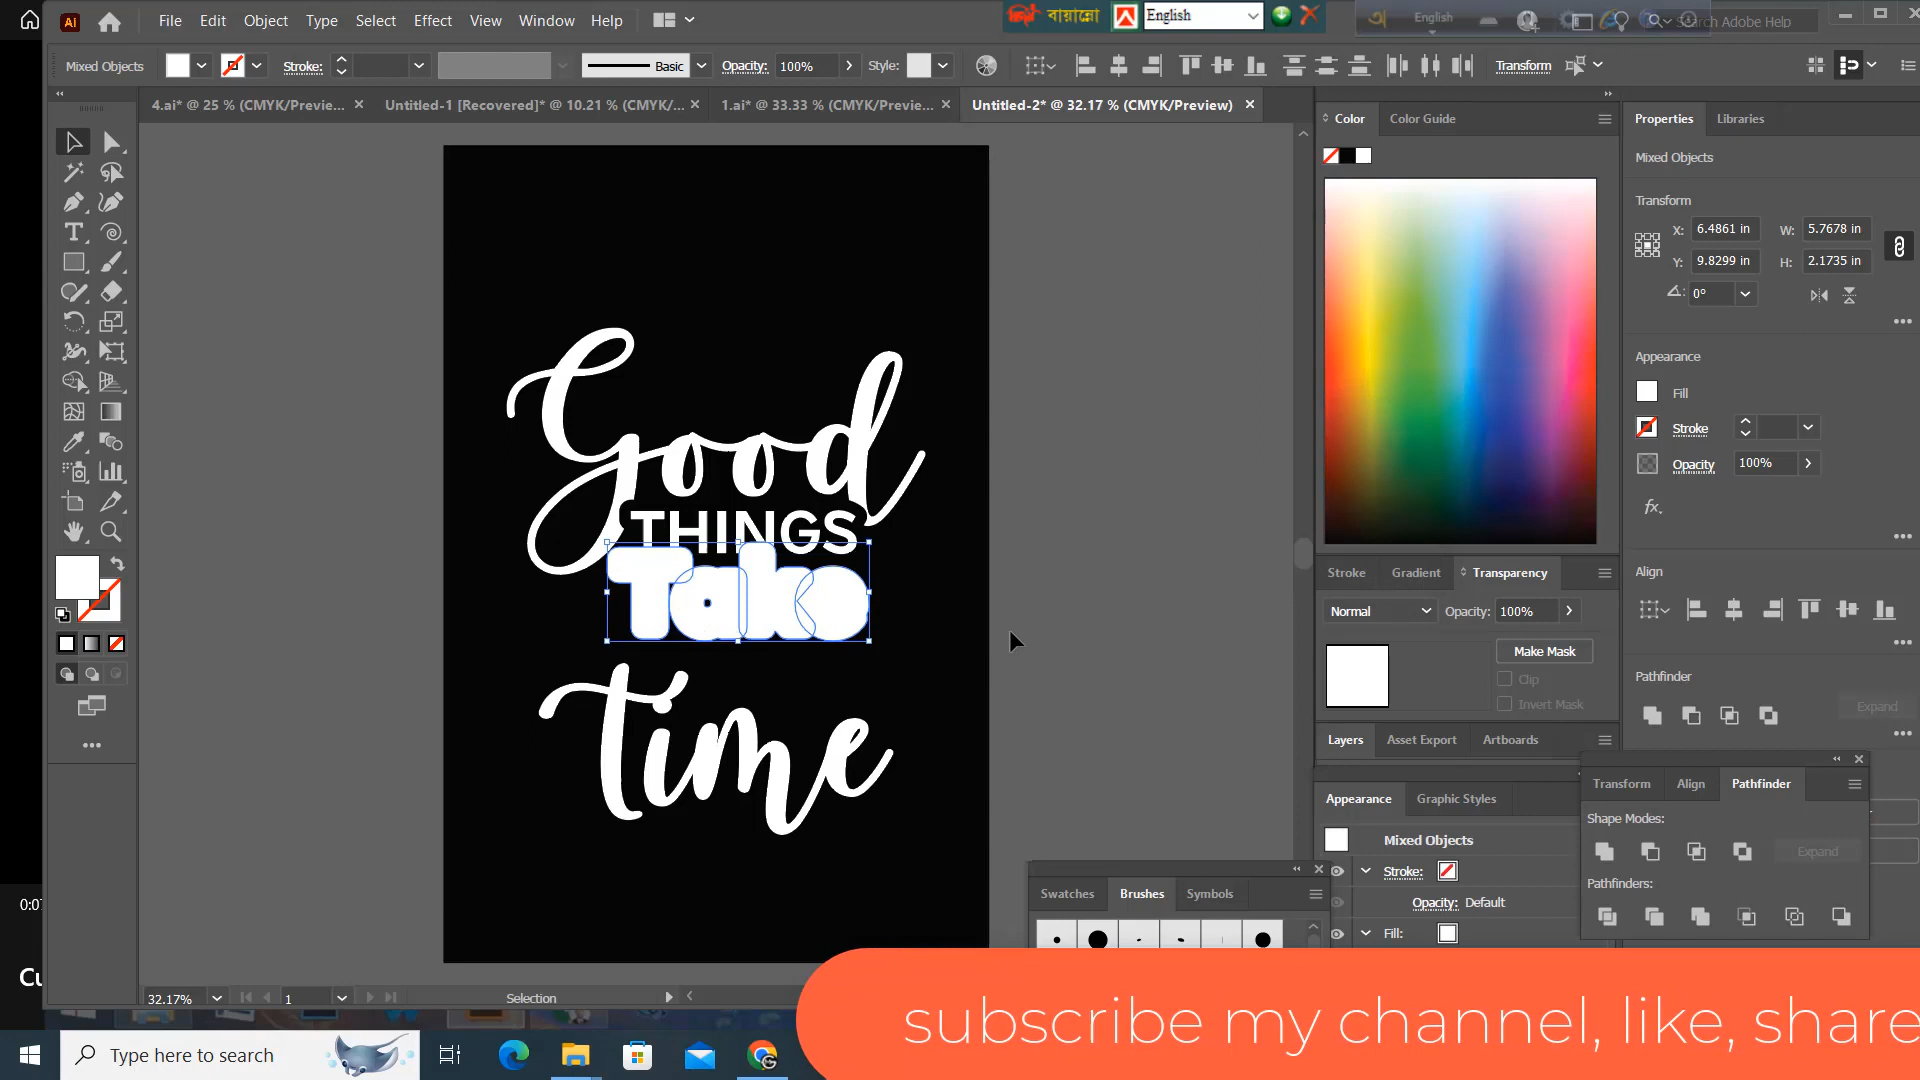 Ai File Edit Object Type Select Effect View Window Help
বায়ান্নো English English Search Adobe Help
Mixed Objects Stroke: Basic Opacity: 100% Style: Transform
4.ai* @ 25 % (CMYK/Previe... Untitled-1 [Recovered]* @ 10.21 % (CMYK/... 1.ai* @ 33.33 % (CMYK/Previe... Untitled-2* @ 32.17 % (CMYK/Preview)
Good
THINGS
Take
Time
Color Color Guide
Stroke Gradient Transparency
Normal Opacity: 100%
Make Mask
Clip
Invert Mask
Layers Asset Export Artboards
Appearance Graphic Styles
Mixed Objects
Stroke:
Opacity: Default
Fill:
Properties Libraries
Mixed Objects
Transform
X: 6.4861 in W: 5.7678 in
Y: 9.8299 in H: 2.1735 in
0°
Appearance
Fill
Stroke
Opacity 100%
fx.
Align
Pathfinder
Expand
Transform Align Pathfinder
Shape Modes:
Expand
Pathfinders:
Swatches Brushes Symbols
32.17% 1 Selection
subscribe my channel, like, share
Type here to search